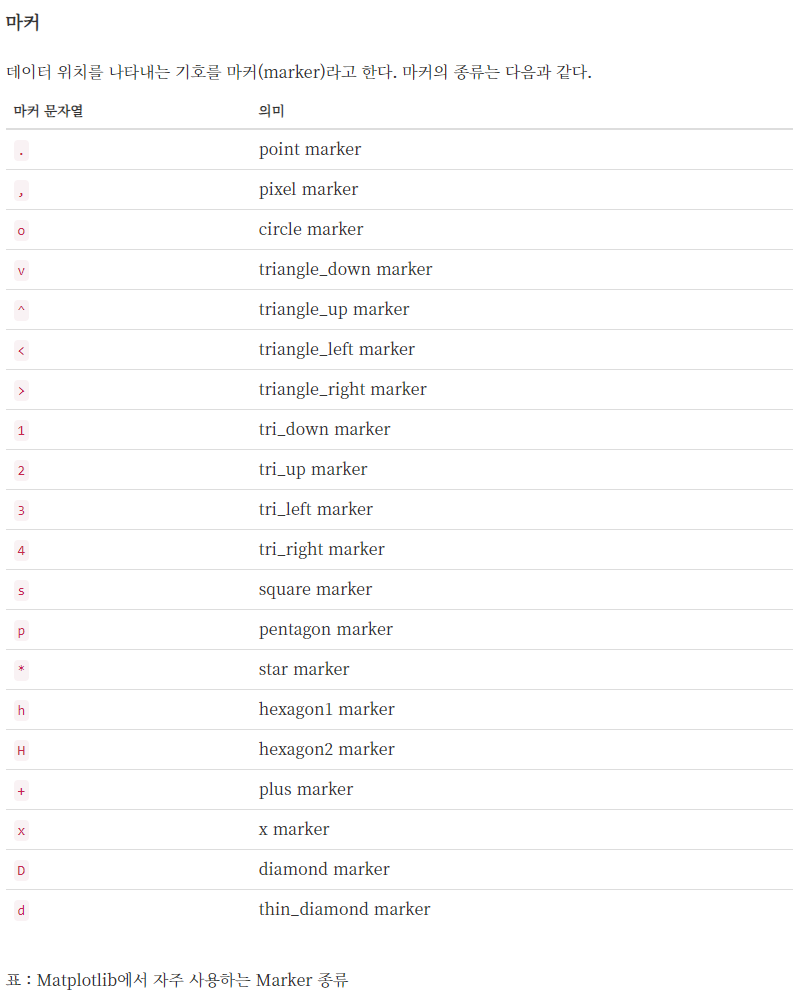 마커
데이터 위치를 나타내는 기호를 마커(marker)라고 한다. 마커의 종류는 다음과 같다.
마커 문자열 의미
. point marker
, pixel marker
o circle marker
v triangle_down marker
^ triangle_up marker
< triangle_left marker
> triangle_right marker
1 tri_down marker
2 tri_up marker
3 tri_left marker
4 tri_right marker
s square marker
p pentagon marker
* star marker
h hexagon1 marker
H hexagon2 marker
+ plus marker
x x marker
D diamond marker
d thin_diamond marker
표 : Matplotlib에서 자주 사용하는 Marker 종류